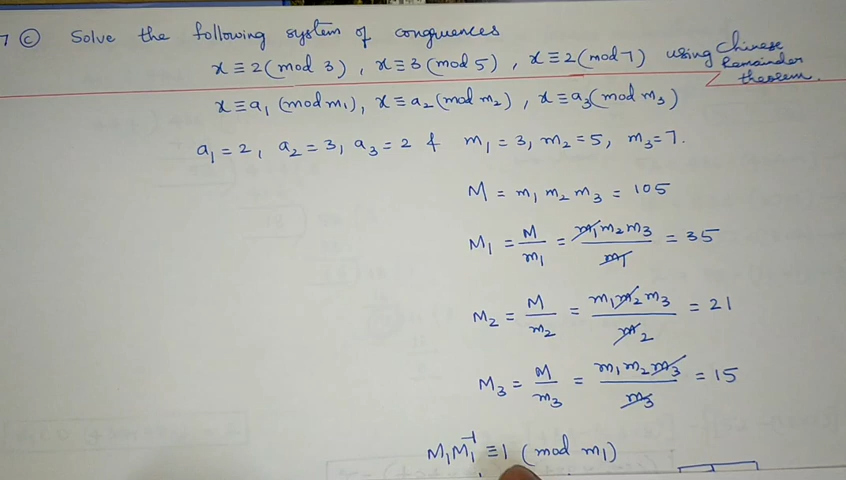 7 ⓒ Solve the following system of congruences
x ≡ 2 (mod 3), x ≡ 3 (mod 5), x ≡ 2 (mod 7) using Chinese Remainder theorem.
x ≡ a₁ (mod m₁), x ≡ a₂ (mod m₂), x ≡ a₃ (mod m₃)
a₁ = 2, a₂ = 3, a₃ = 2 & m₁ = 3, m₂ = 5, m₃ = 7.
M = m₁ m₂ m₃ = 105
M₁ = M/m₁ = m₁m₂m₃/m₁ = 35
M₂ = M/m₂ = m₁m₂m₃/m₂ = 21
M₃ = M/m₃ = m₁m₂m₃/m₃ = 15
M₁M₁⁻¹ ≡ 1 (mod m₁)